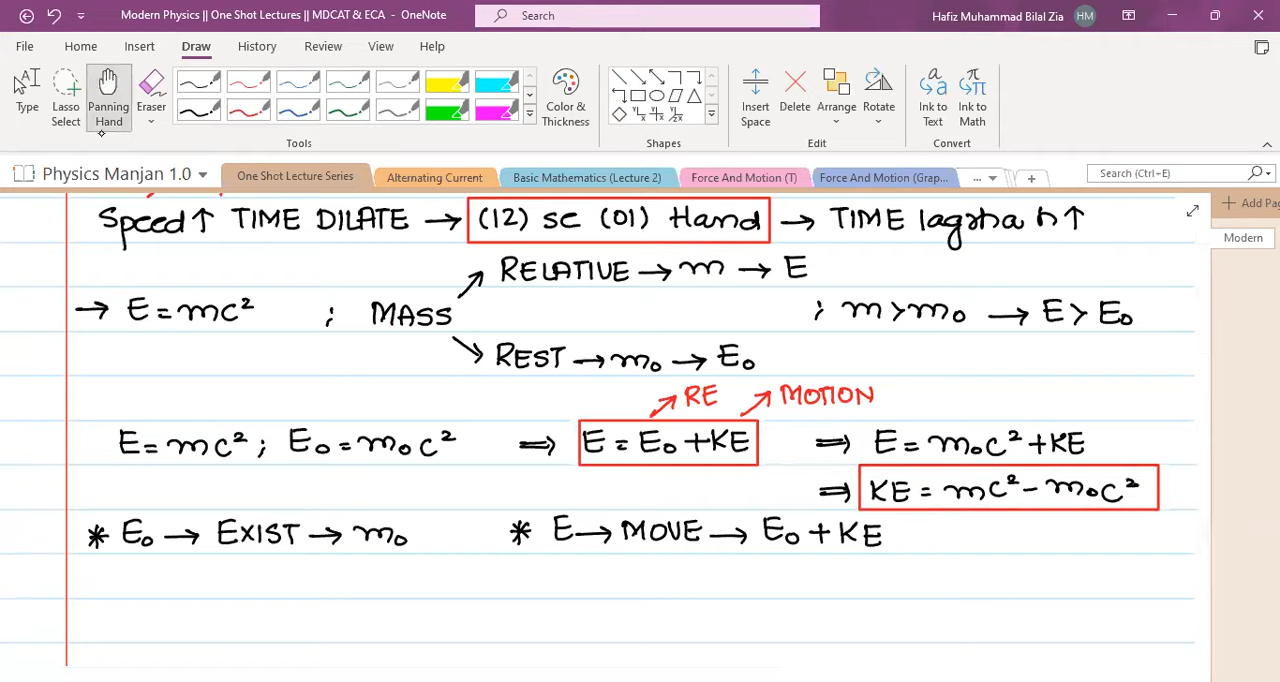 Modern Physics || One Shot Lectures || MDCAT & ECA - OneNote
Search
Hafiz Muhammad Bilal Zia
HM
File Home Insert Draw History Review View Help
Type
Lasso Select
Panning Hand
Eraser
Color & Thickness
Insert Space
Delete
Arrange
Rotate
Ink to Text
Ink to Math
Tools
Shapes
Edit
Convert
Physics Manjan 1.0
One Shot Lecture Series
Alternating Current
Basic Mathematics (Lecture 2)
Force And Motion (T)
Force And Motion (Grap...
...
Search (Ctrl+E)
Add Pag
Modern
Speed↑ TIME DILATE → (12) se (01) Hand → TIME lagtha h↑
RELATIVE → m → E
→ E = mc² ; MASS ; m > m₀ → E > E₀
REST → m₀ → E₀
RE MOTION
E = mc² ; E₀ = m₀c² ⇒ E = E₀ + KE ⇒ E = m₀c² + KE
⇒ KE = mc² - m₀c²
* E₀ → EXIST → m₀ * E → MOVE → E₀ + KE